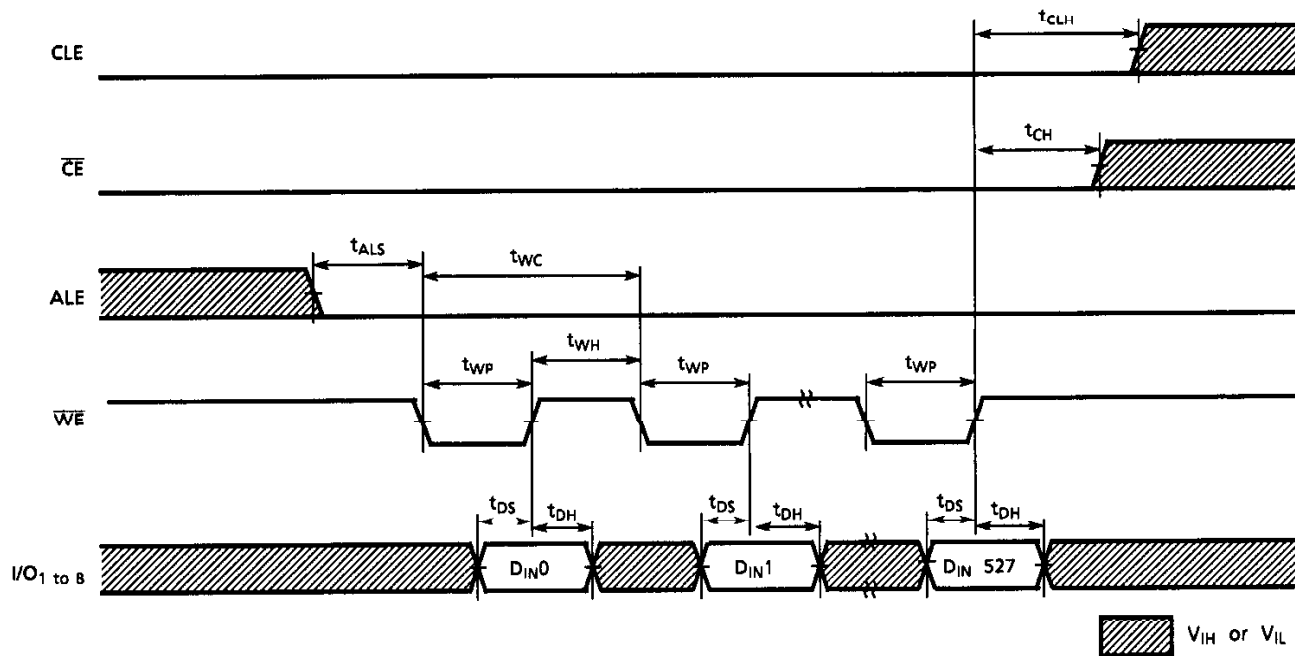 CLE
tCLH
CE
tCH
ALE
tALS
tWC
WE
tWP
tWH
tWP
tWP
I/O1 to 8
tDS
tDH
tDS
tDH
tDS
tDH
DIN0
DIN1
DIN 527
VIH or VIL